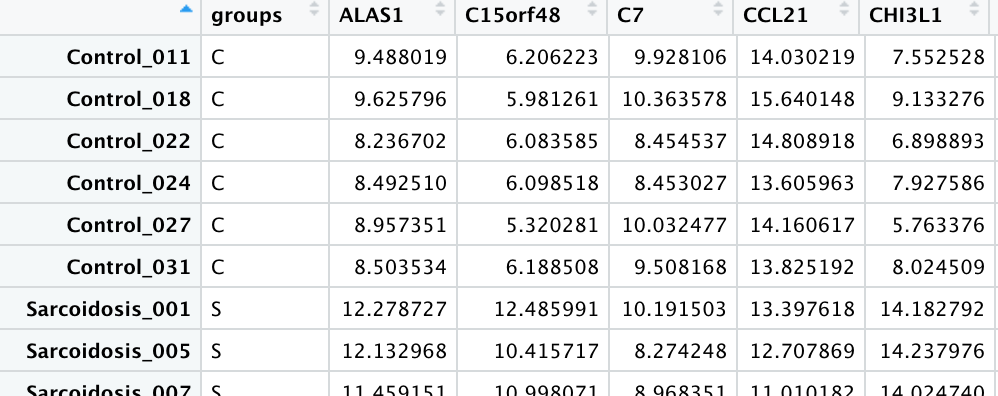 groups ALAS1 C15orf48 C7 CCL21 CHI3L1
Control_011 C 9.488019 6.206223 9.928106 14.030219 7.552528
Control_018 C 9.625796 5.981261 10.363578 15.640148 9.133276
Control_022 C 8.236702 6.083585 8.454537 14.808918 6.898893
Control_024 C 8.492510 6.098518 8.453027 13.605963 7.927586
Control_027 C 8.957351 5.320281 10.032477 14.160617 5.763376
Control_031 C 8.503534 6.188508 9.508168 13.825192 8.024509
Sarcoidosis_001 S 12.278727 12.485991 10.191503 13.397618 14.182792
Sarcoidosis_005 S 12.132968 10.415717 8.274248 12.707869 14.237976
Sarcoidosis_007 S 11.459151 10.998071 8.968351 11.010182 14.024740